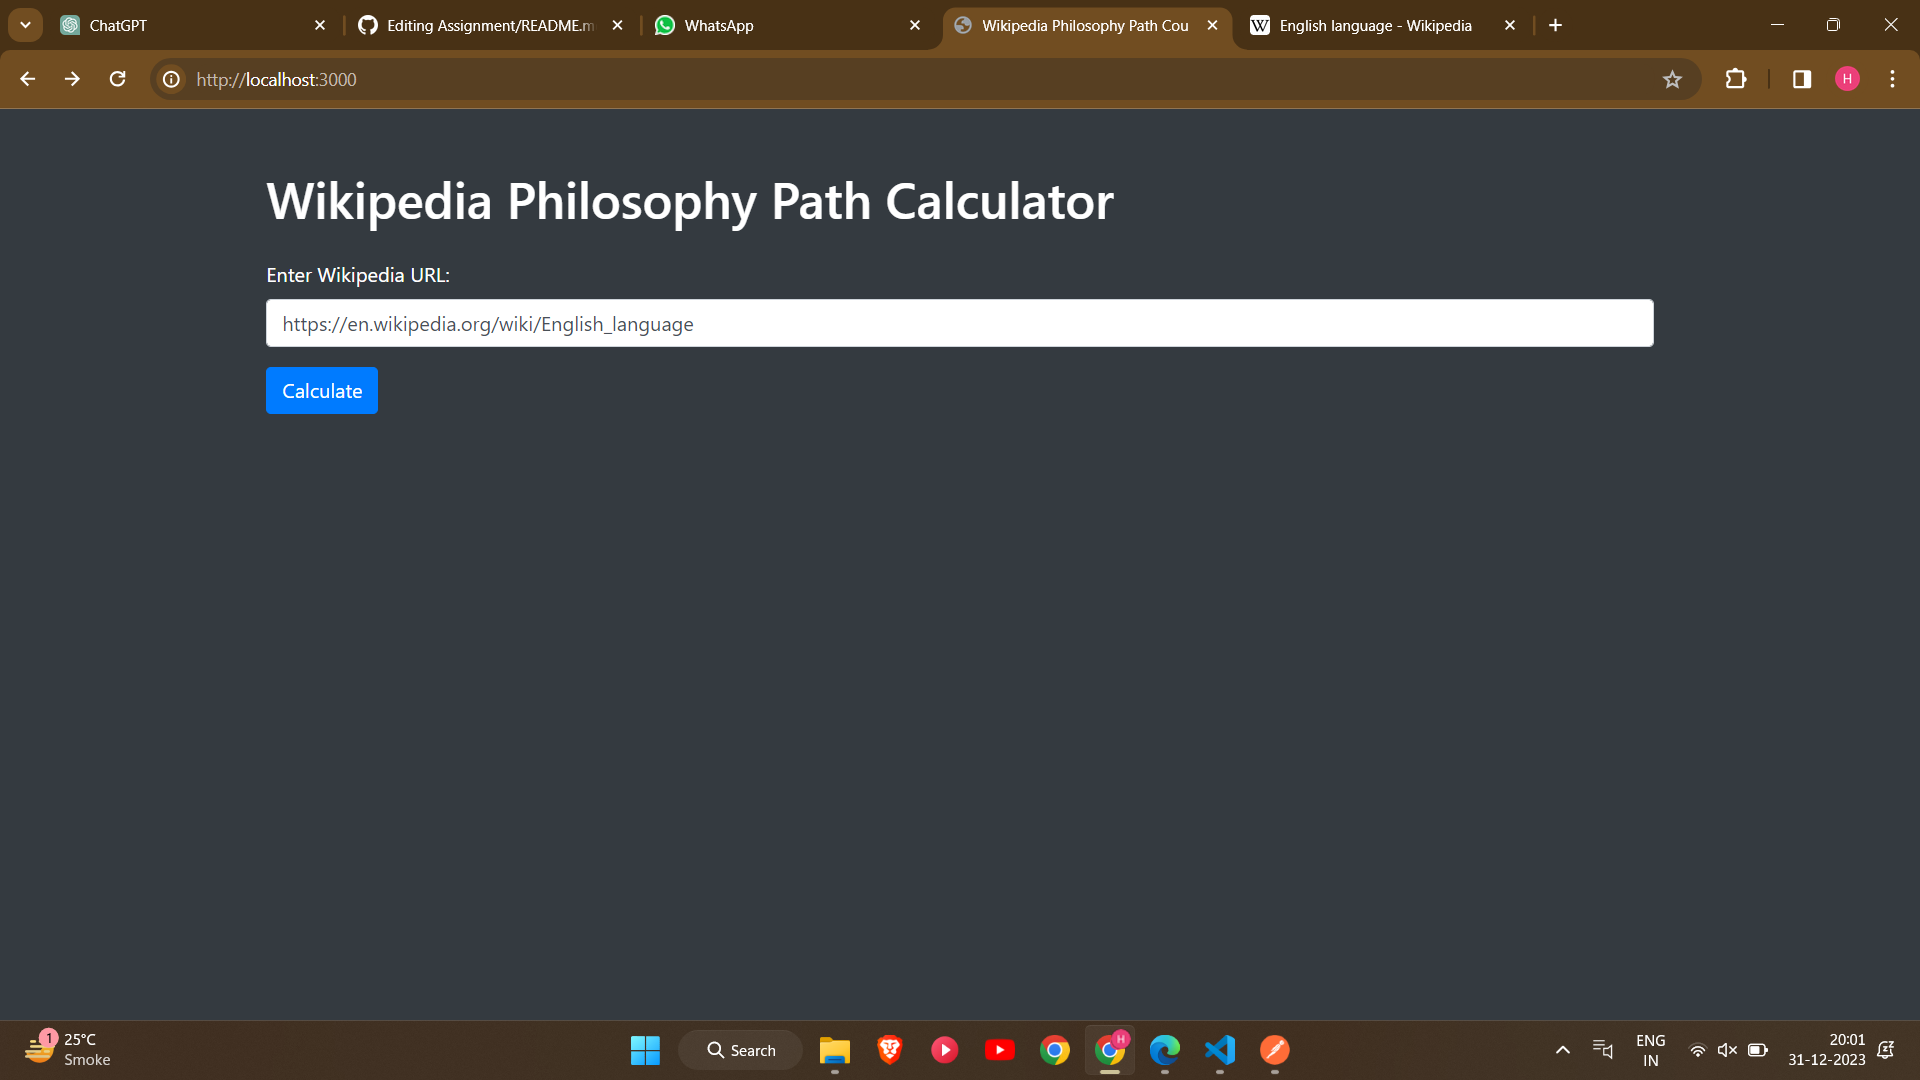 ChatGPT
Editing Assignment/README.m
WhatsApp
Wikipedia Philosophy Path Cou
W English language - Wikipedia
http://localhost:3000
H
Wikipedia Philosophy Path Calculator
Enter Wikipedia URL:
https://en.wikipedia.org/wiki/English_language
Calculate
1
25°C
Smoke
Search
H
ENG
IN
20:01
31-12-2023